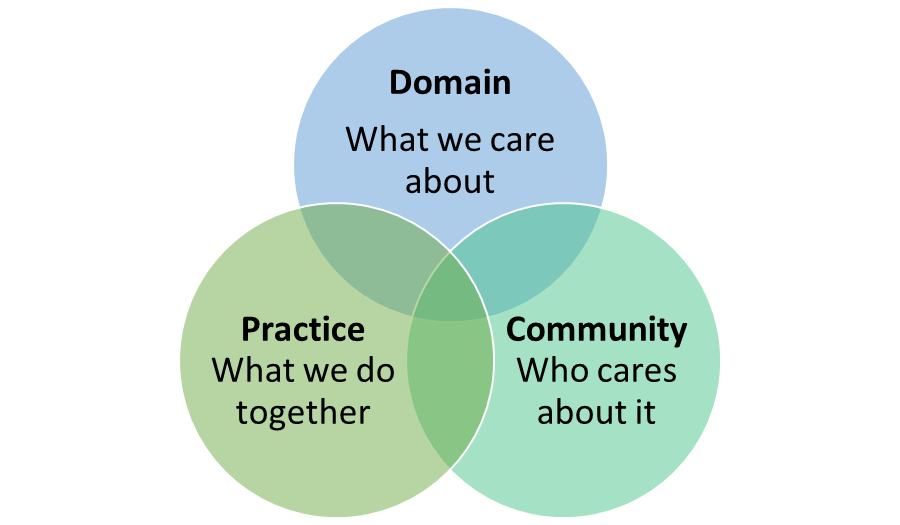 Domain
What we care
about
Practice
What we do
together
Community
Who cares
about it